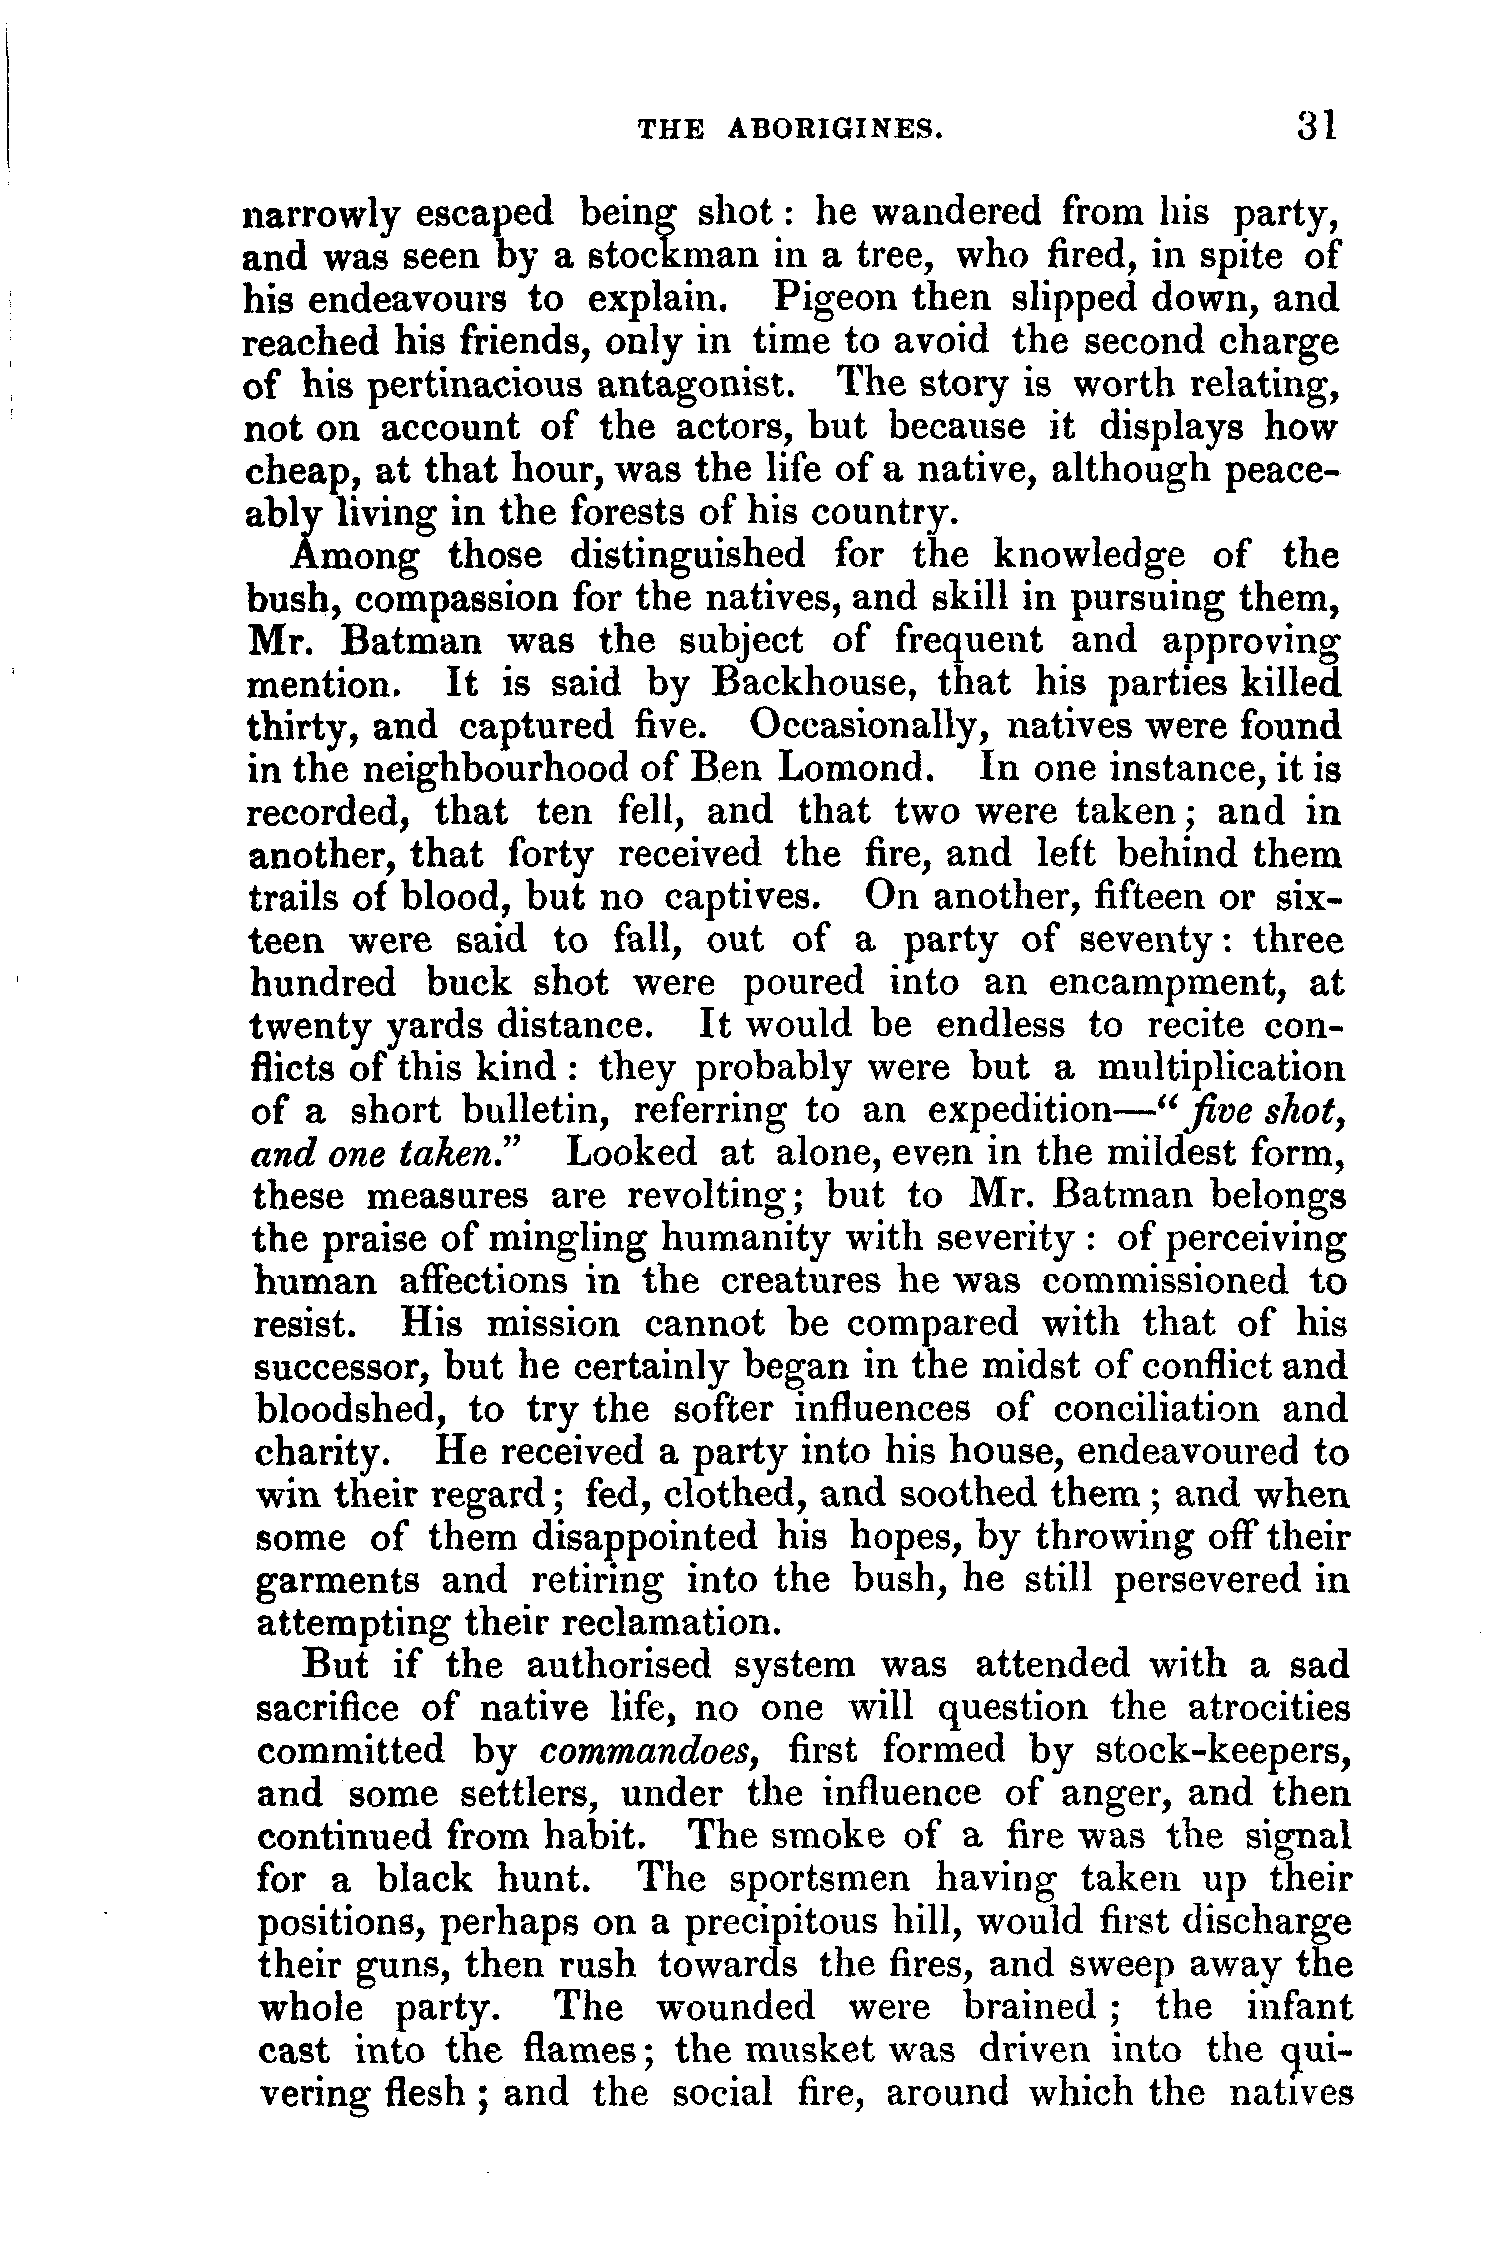 THE ABORIGINES. 31
narrowly escaped being shot : he wandered from his party,
and was seen by a stockman in a tree, who fired, in spite of
his endeavours to explain. Pigeon then slipped down, and
reached his friends, only in time to avoid the second charge
of his pertinacious antagonist. The story is worth relating,
not on account of the actors, but because it displays how
cheap, at that hour, was the life of a native, although peace-
ably living in the forests of his country.
Among those distinguished for the knowledge of the
bush, compassion for the natives, and skill in pursuing them,
Mr. Batman was the subject of frequent and approving
mention. It is said by Backhouse, that his parties killed
thirty, and captured five. Occasionally, natives were found
in the neighbourhood of Ben Lomond. In one instance, it is
recorded, that ten fell, and that two were taken ; and in
another, that forty received the fire, and left behind them
trails of blood, but no captives. On another, fifteen or six-
teen were said to fall, out of a party of seventy : three
hundred buck shot were poured into an encampment, at
twenty yards distance. It would be endless to recite con-
flicts of this kind : they probably were but a multiplication
of a short bulletin, referring to an expedition—“ five shot,
and one taken.” Looked at alone, even in the mildest form,
these measures are revolting ; but to Mr. Batman belongs
the praise of mingling humanity with severity : of perceiving
human affections in the creatures he was commissioned to
resist. His mission cannot be compared with that of his
successor, but he certainly began in the midst of conflict and
bloodshed, to try the softer influences of conciliation and
charity. He received a party into his house, endeavoured to
win their regard ; fed, clothed, and soothed them ; and when
some of them disappointed his hopes, by throwing off their
garments and retiring into the bush, he still persevered in
attempting their reclamation.
But if the authorised system was attended with a sad
sacrifice of native life, no one will question the atrocities
committed by commandoes, first formed by stock-keepers,
and some settlers, under the influence of anger, and then
continued from habit. The smoke of a fire was the signal
for a black hunt. The sportsmen having taken up their
positions, perhaps on a precipitous hill, would first discharge
their guns, then rush towards the fires, and sweep away the
whole party. The wounded were brained ; the infant
cast into the flames ; the musket was driven into the qui-
vering flesh ; and the social fire, around which the natives